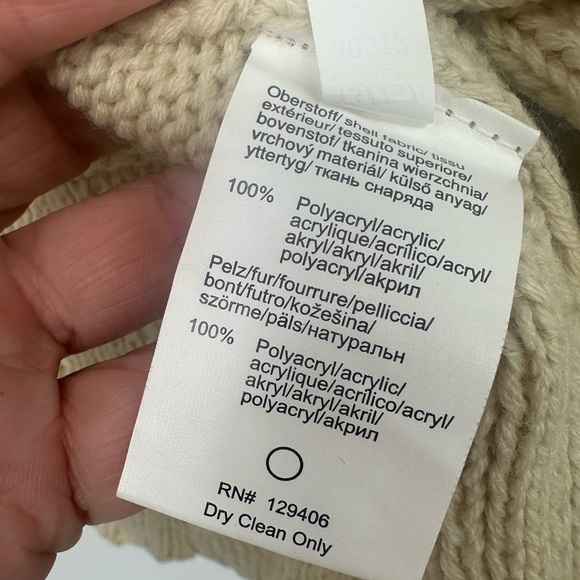 Oberstoff/ shell fabric/ tissu
extérieur/ tessuto superiore/
bovenstof/ tkanina wierzchnia/
vrchový materiál/ külső anyag/
yttertyg/ ткань снаряда
100% Polyacryl/acrylic/
acrylique/acrilico/acryl/
akryl/akryl/akril/
polyacryl/акрил
Pelz/fur/fourrure/pelliccia/
bont/futro/kožešina/
szörme/päls/натуральн
100% Polyacryl/acrylic/
acrylique/acrilico/acryl/
akryl/akryl/akril/
polyacryl/акрил
RN# 129406
Dry Clean Only